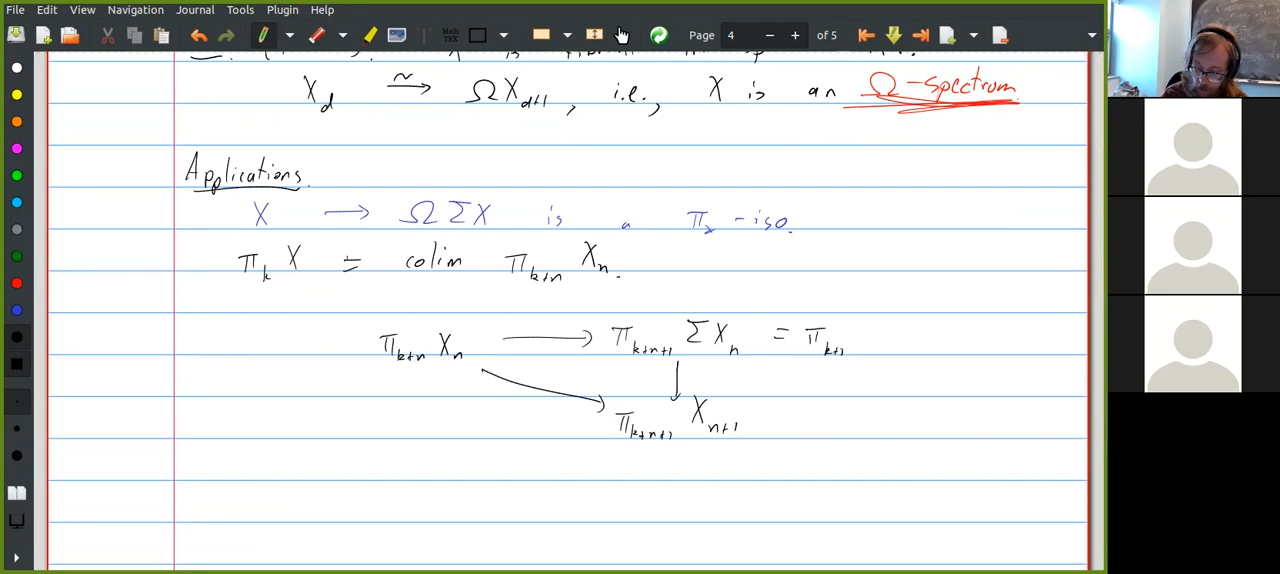 File Edit View Navigation Journal Tools Plugin Help
Math TEX Page 4 of 5
X_d ≃→ ΩX_{d+1}, i.e., X is an Ω-spectrum
Applications.
X → ΩΣX is a π_* -iso.
π_k X = colim π_{k+n} X_n.
π_{k+n} X_n → π_{k+n+1} ΣX_n = π_{k+1}
π_{k+n+1} X_{n+1}